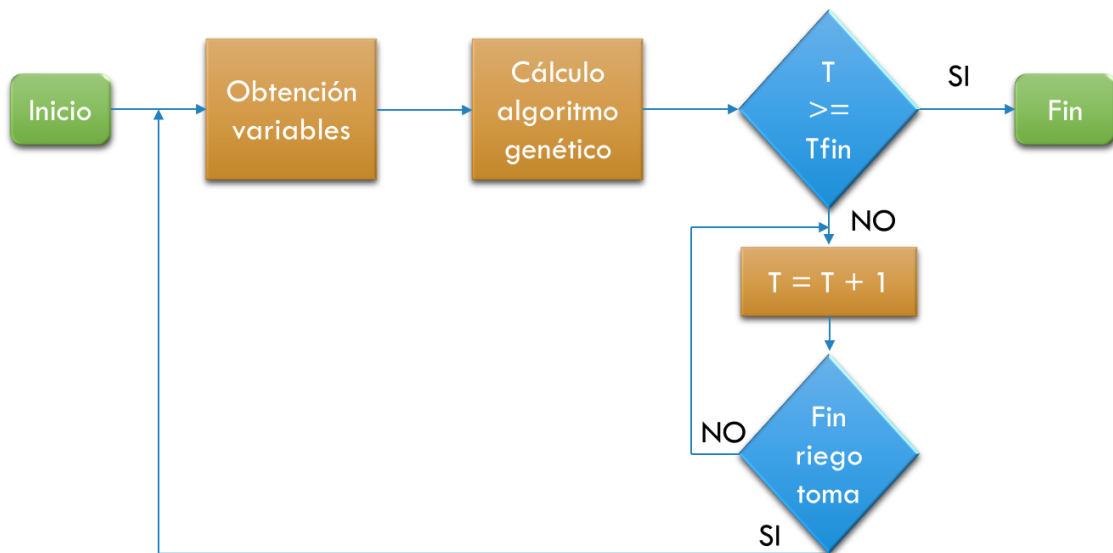 Inicio
Obtención
variables
Cálculo
algoritmo
genético
T
>=
Tfin
SI
Fin
NO
T = T + 1
Fin
riego
toma
NO
SI